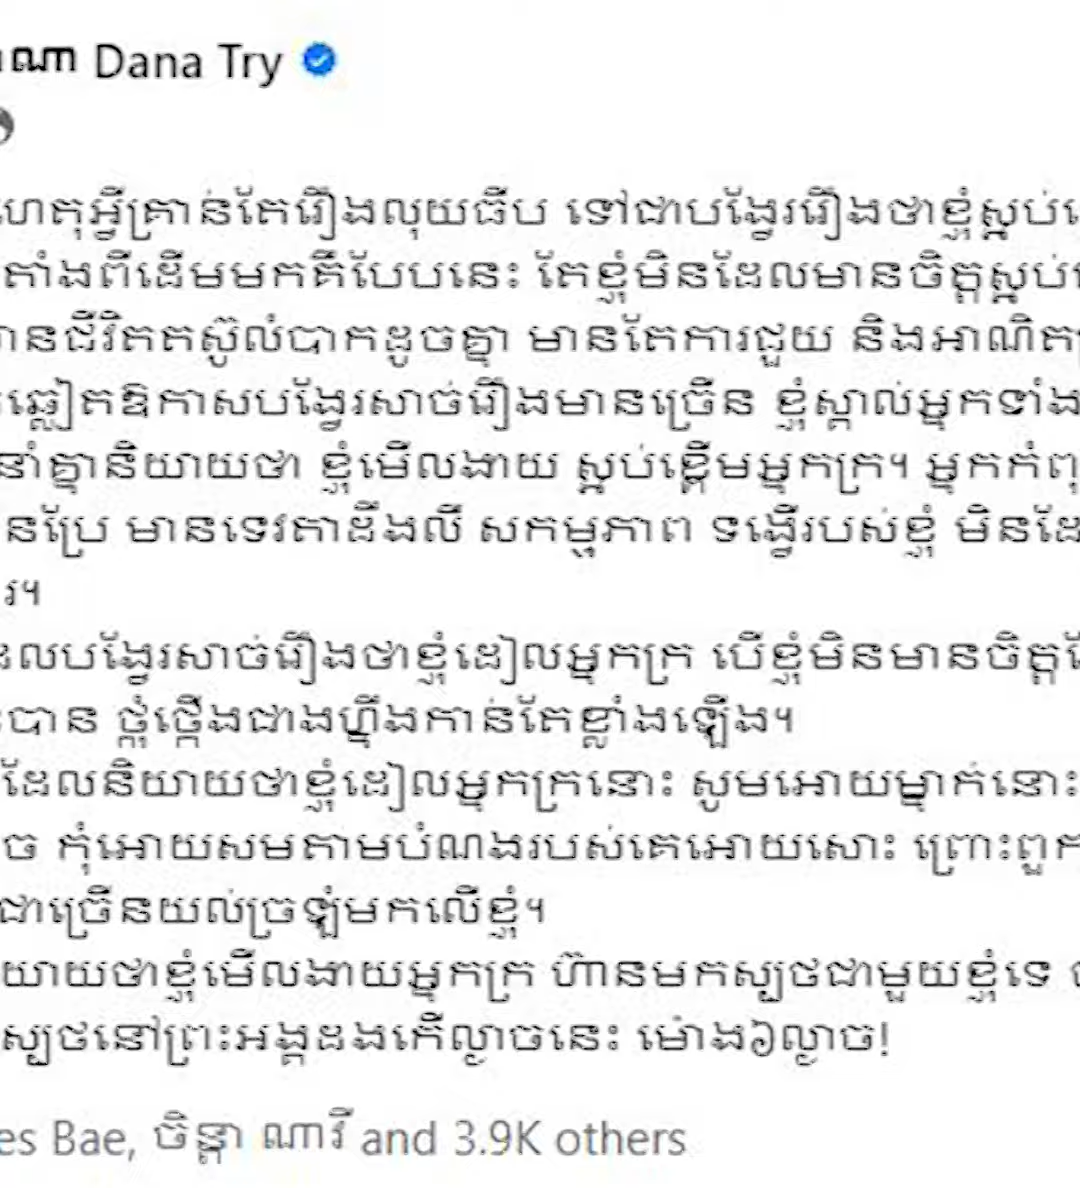 ណា Dana Try
ហេតុអ្វីគ្រាន់តែរឿងលុយធីប ទៅជាបង្វែររឿងថាខ្ញុំស្អប់
តាំងពីដើមមកគឺបែបនេះ តែខ្ញុំមិនដែលមានចិត្តស្អប់
មានជីវិតតស៊ូលំបាកដូចគ្នា មានតែការជួយ និងអាណិត
ឆ្លៀតឱកាសបង្វែរសាច់រឿងមានច្រើន ខ្ញុំស្គាល់អ្នកទាំង
នាំគ្នានិយាយថា ខ្ញុំមើលងាយ ស្អប់ខ្ពើមអ្នកក្រ។ អ្នកកំពុ
នប្រែ មានទេវតាដឹងលឺ សកម្មភាព ទង្វើរបស់ខ្ញុំ មិនដែ
រ។
ដែលបង្វែរសាច់រឿងថាខ្ញុំដៀលអ្នកក្រ បើខ្ញុំមិនមានចិត្ត
បាន ថ្កុំថ្កើងជាងហ្នឹងកាន់តែខ្លាំងឡើង។
ដែលនិយាយថាខ្ញុំដៀលអ្នកក្រនោះ សូមអោយម្នាក់នោះ
ច កុំអោយសមតាមបំណងរបស់គេអោយសោះ ព្រោះពួក
ជាច្រើនយល់ច្រឡំមកលើខ្ញុំ។
យាយថាខ្ញុំមើលងាយអ្នកក្រ ហ៊ានមកស្បថជាមួយខ្ញុំទេ
ស្បថនៅព្រះអង្គដងកើល្ងាចនេះ ម៉ោង៦ល្ងាច!
es Bae, ចិន្តា ណារី and 3.9K others